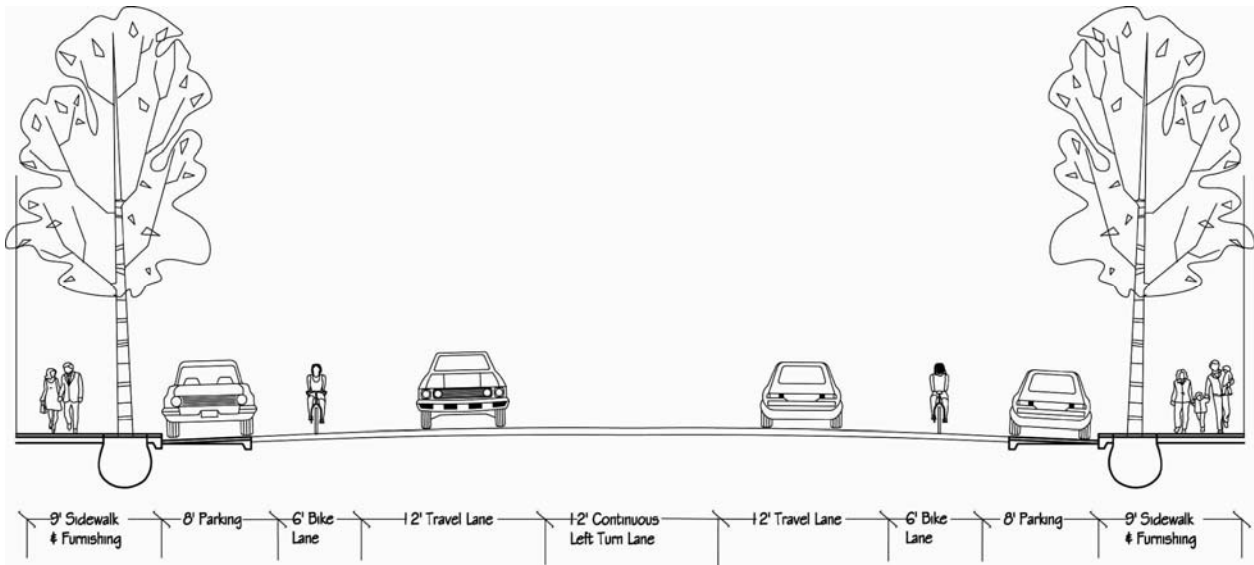 9' Sidewalk
& Furnishing
8' Parking
6' Bike
Lane
12' Travel Lane
12' Continuous
Left Turn Lane
12' Travel Lane
6' Bike
Lane
8' Parking
9' Sidewalk
& Furnishing